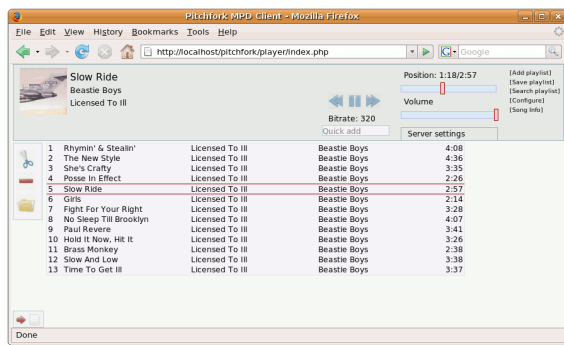 Pitchfork MPD Client - Mozilla Firefox
File Edit View History Bookmarks Tools Help
http://localhost/pitchfork/player/index.php
G Google
Slow Ride
Beastie Boys
Licensed To Ill
Bitrate: 320
Quick add
Position: 1:18/2:57
Volume
Server settings
[Add playlist]
[Save playlist]
[Search playlist]
[Configure]
[Song Info]
1 Rhymin' & Stealin' Licensed To Ill Beastie Boys 4:08
2 The New Style Licensed To Ill Beastie Boys 4:36
3 She's Crafty Licensed To Ill Beastie Boys 3:35
4 Posse In Effect Licensed To Ill Beastie Boys 2:26
5 Slow Ride Licensed To Ill Beastie Boys 2:57
6 Girls Licensed To Ill Beastie Boys 2:14
7 Fight For Your Right Licensed To Ill Beastie Boys 3:28
8 No Sleep Till Brooklyn Licensed To Ill Beastie Boys 4:07
9 Paul Revere Licensed To Ill Beastie Boys 3:41
10 Hold It Now, Hit It Licensed To Ill Beastie Boys 3:26
11 Brass Monkey Licensed To Ill Beastie Boys 2:38
12 Slow And Low Licensed To Ill Beastie Boys 3:38
13 Time To Get Ill Licensed To Ill Beastie Boys 3:37
Done